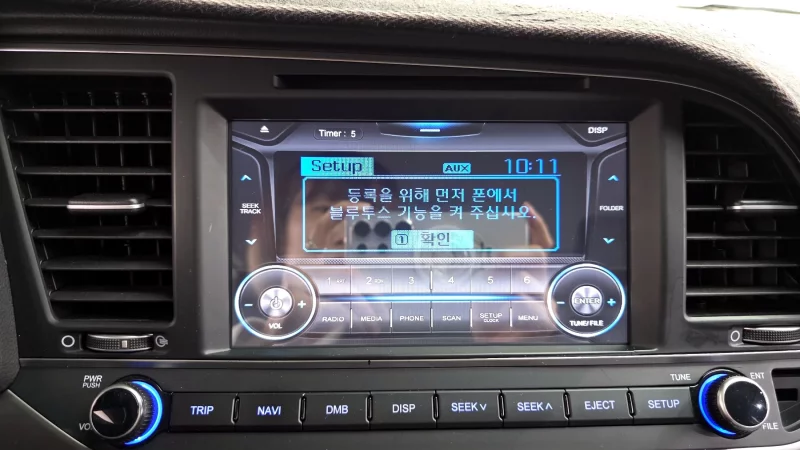 Timer : 5
DISP
Setup
AUX
10:11
등록을 위해 먼저 폰에서
블루투스 기능을 켜 주십시오.
1 확인
SEEK
TRACK
FOLDER
1
2
3
4
5
6
VOL
RADIO
MEDIA
PHONE
SCAN
SETUP
CLOCK
MENU
ENTER
TUNE/FILE
PWR
PUSH
VOL
TRIP
NAVI
DMB
DISP
SEEK
SEEK
EJECT
SETUP
TUNE
ENT
FILE